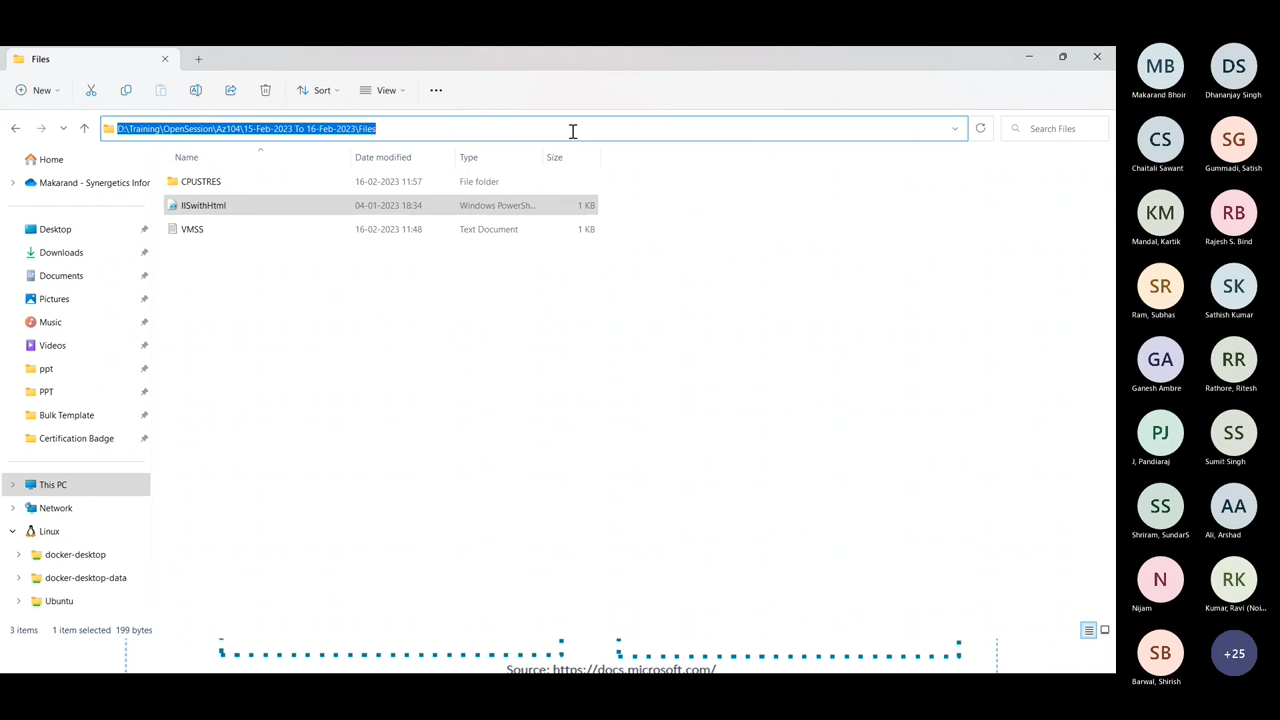 Files
New
Sort
View
D:\Training\OpenSession\Az104\15-Feb-2023 To 16-Feb-2023\Files
Search Files
Home
Makarand - Synergetics Infor
Desktop
Downloads
Documents
Pictures
Music
Videos
ppt
PPT
Bulk Template
Certification Badge
This PC
Network
Linux
docker-desktop
docker-desktop-data
Ubuntu
Name Date modified Type Size
CPUSTRES 16-02-2023 11:57 File folder
IISwithHtml 04-01-2023 18:34 Windows PowerSh... 1 KB
VMSS 16-02-2023 11:48 Text Document 1 KB
3 items 1 item selected 199 bytes
Source: https://docs.microsoft.com/
MB DS
Makarand Bhoir Dhananjay Singh
CS SG
Chaitali Sawant Gummadi, Satish
KM RB
Mandal, Kartik Rajesh S. Bind
SR SK
Ram, Subhas Sathish Kumar
GA RR
Ganesh Ambre Rathore, Ritesh
PJ SS
J, Pandiaraj Sumit Singh
SS AA
Shriram, SundarS Ali, Arshad
N RK
Nijam Kumar, Ravi (Noi...
SB +25
Barwal, Shirish